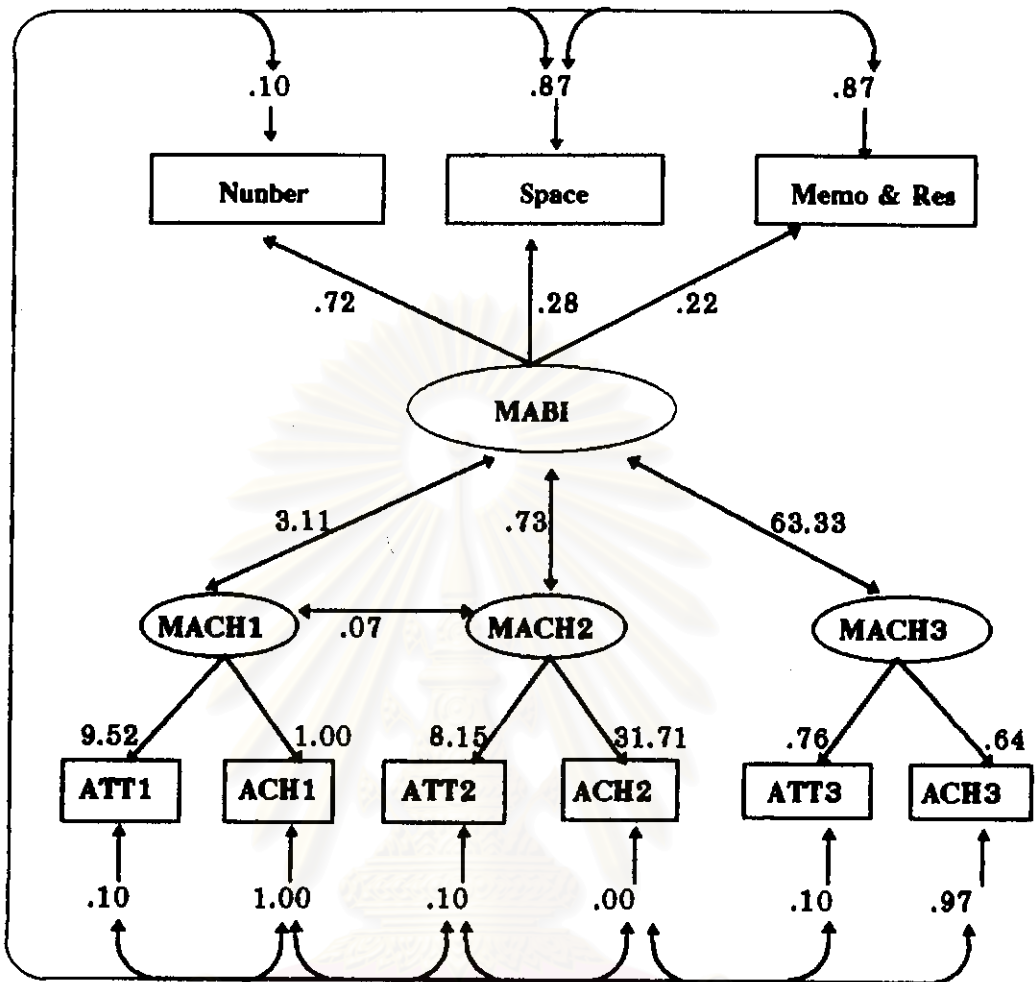 .10 .87 .87
Nunber Space Memo & Res
.72 .28 .22
MABI
3.11 .73 63.33
MACH1 .07 MACH2 MACH3
9.52 1.00 8.15 31.71 .76 .64
ATT1 ACH1 ATT2 ACH2 ATT3 ACH3
.10 1.00 .10 .00 .10 .97